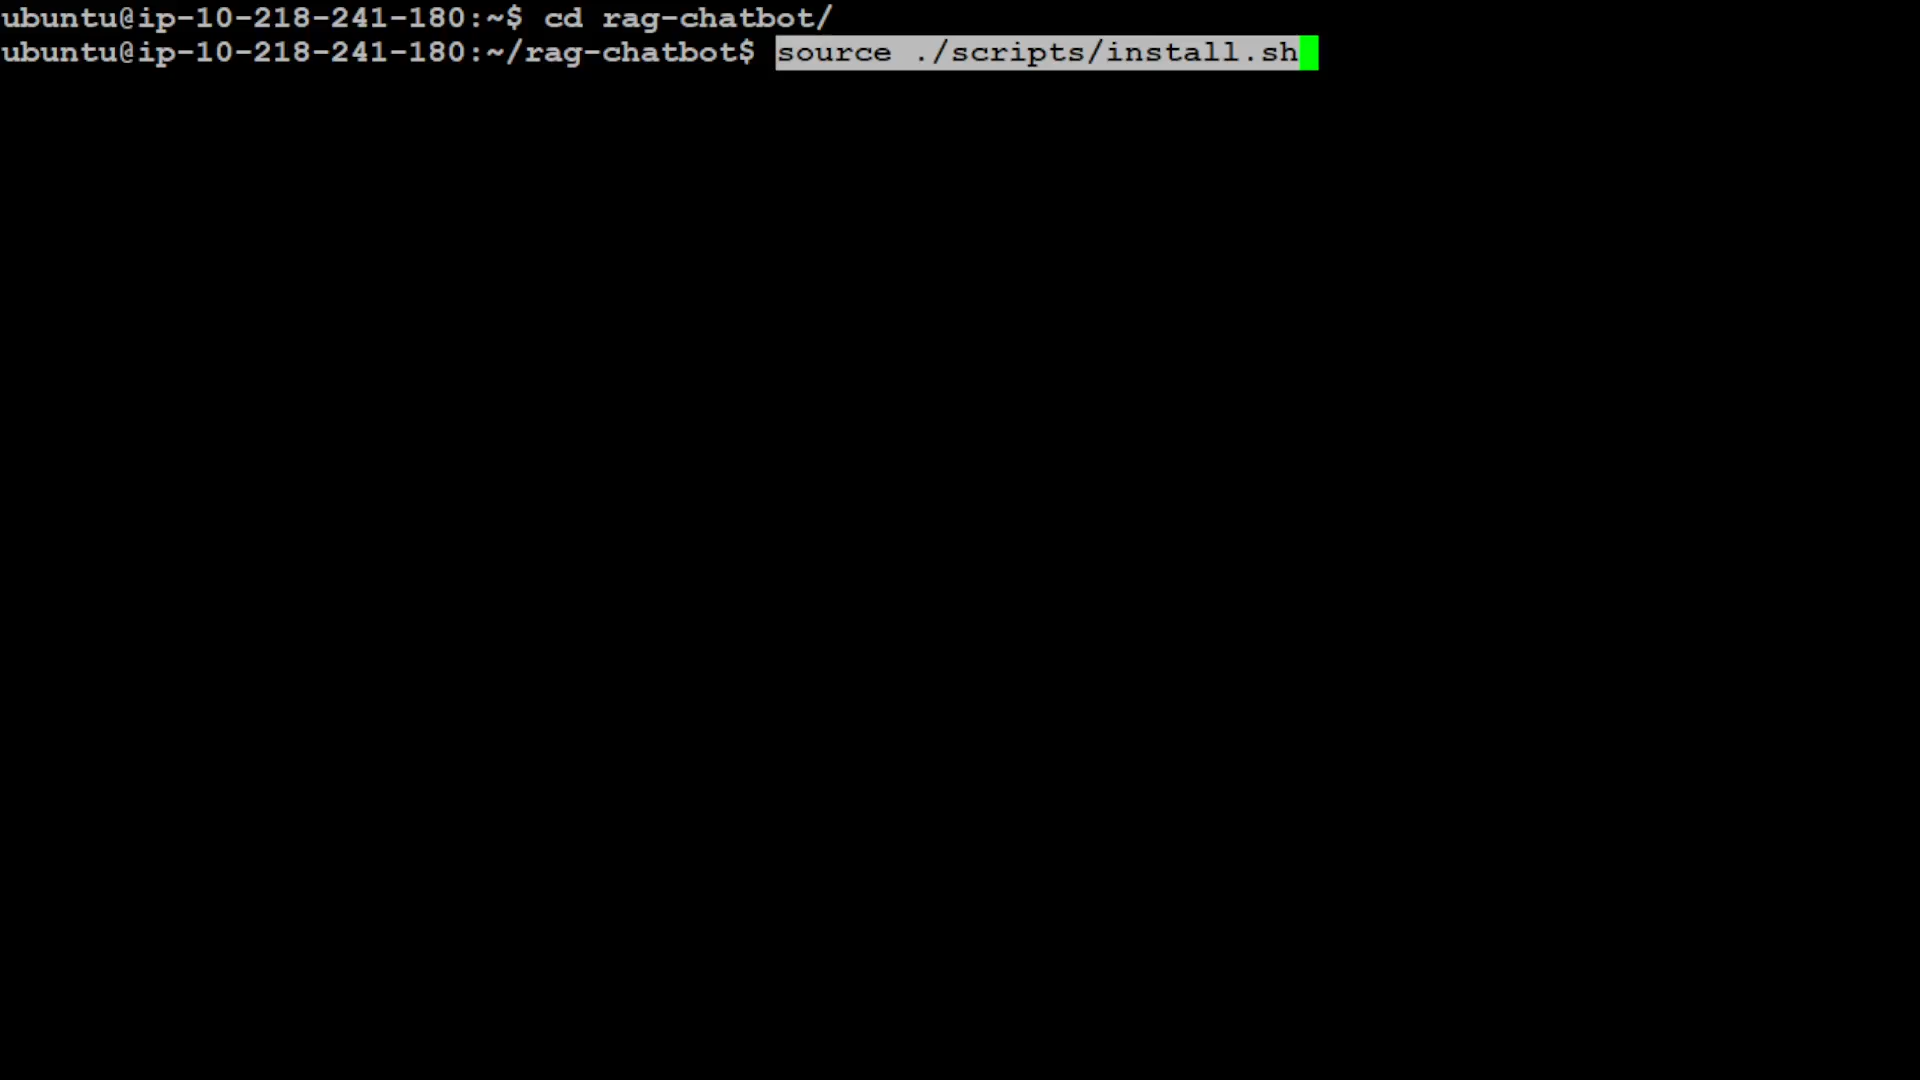 ubuntu@ip-10-218-241-180:~$ cd rag-chatbot/
ubuntu@ip-10-218-241-180:~/rag-chatbot$ source ./scripts/install.sh